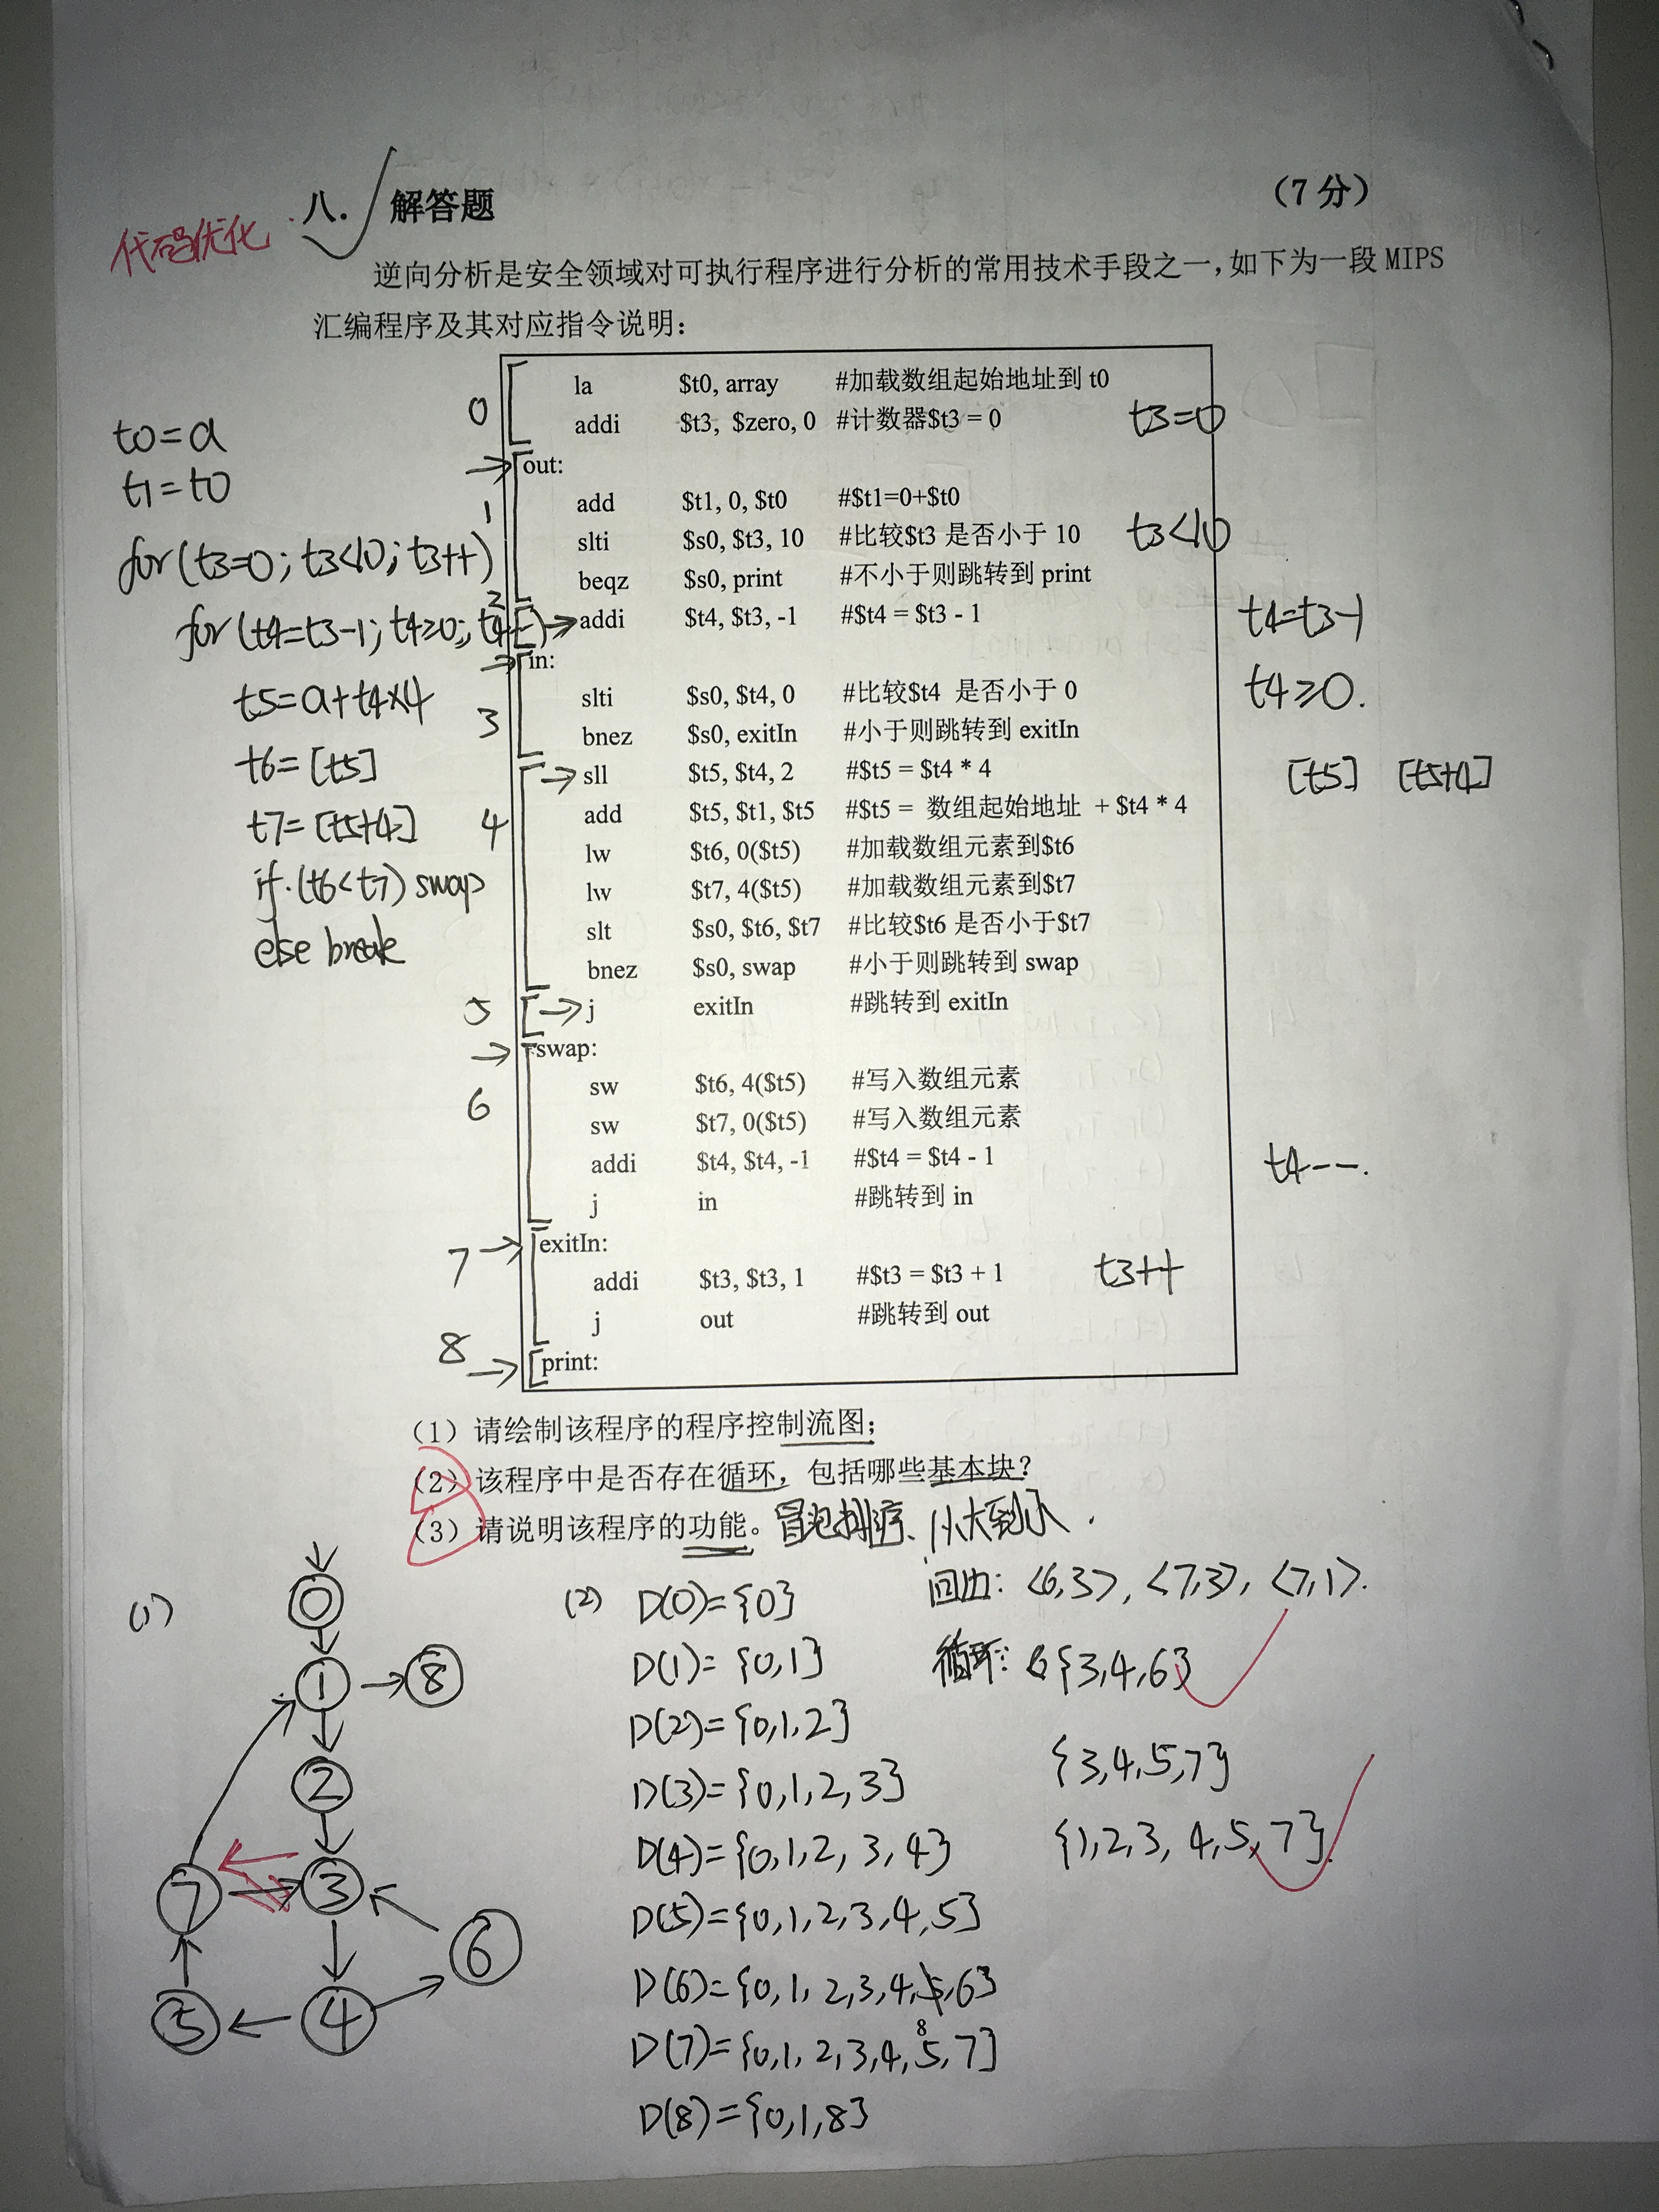 八. 解答题 (7分)
代码优化
逆向分析是安全领域对可执行程序进行分析的常用技术手段之一,如下为一段 MIPS
汇编程序及其对应指令说明:
0
la $t0, array #加载数组起始地址到 t0
addi $t3, $zero, 0 #计数器$t3 = 0
t3=0
out:
1
add $t1, 0, $t0 #$t1=0+$t0
slti $s0, $t3, 10 #比较$t3 是否小于 10
t3<10
beqz $s0, print #不小于则跳转到 print
2
addi $t4, $t3, -1 #$t4 = $t3 - 1
t4=t3-1
in:
3
slti $s0, $t4, 0 #比较$t4 是否小于 0
t4≥0.
bnez $s0, exitIn #小于则跳转到 exitIn
4
sll $t5, $t4, 2 #$t5 = $t4 * 4
[t5] [t5+4]
add $t5, $t1, $t5 #$t5 = 数组起始地址 + $t4 * 4
lw $t6, 0($t5) #加载数组元素到$t6
lw $t7, 4($t5) #加载数组元素到$t7
slt $s0, $t6, $t7 #比较$t6 是否小于$t7
bnez $s0, swap #小于则跳转到 swap
5
j exitIn #跳转到 exitIn
swap:
6
sw $t6, 4($t5) #写入数组元素
sw $t7, 0($t5) #写入数组元素
addi $t4, $t4, -1 #$t4 = $t4 - 1
t4--.
j in #跳转到 in
7
exitIn:
addi $t3, $t3, 1 #$t3 = $t3 + 1
t3++
j out #跳转到 out
8
print:
t0=a
t1=t0
for(t3=0; t3<10; t3++)
for(t4=t3-1; t4≥0;
t5=a+t4×4
t6=[t5]
t7=[t5+4]
if(t6<t7) swap
else break
(1) 请绘制该程序的程序控制流图;
(2) 该程序中是否存在循环,包括哪些基本块?
(3) 请说明该程序的功能。 冒泡排序、从大到小.
(1)
0
1 8
2
7 3
6
5 4
(2) D(0)={0}
D(1)={0,1}
D(2)={0,1,2}
D(3)={0,1,2,3}
D(4)={0,1,2,3,4}
D(5)={0,1,2,3,4,5}
D(6)={0,1,2,3,4,5,6}
D(7)={0,1,2,3,4,5,7}
D(8)={0,1,8}
回边: <6,3>, <7,3>, <7,1>.
循环: {3,4,6}
{3,4,5,7}
{1,2,3,4,5,7}.
8